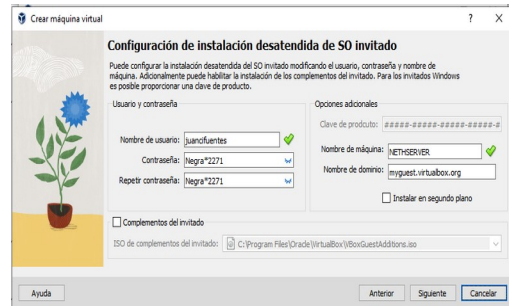 Crear máquina virtual
Configuración de instalación desatendida de SO invitado
Puede configurar la instalación desatendida del SO invitado modificando el usuario, contraseña y nombre de
máquina. Adicionalmente puede habilitar la instalación de los complementos del invitado. Para los invitados Windows
es posible proporcionar una clave de producto.
Usuario y contraseña
Nombre de usuario: juancifuentes
Contraseña: Negra*2271
Repetir contraseña: Negra*2271
Opciones adicionales
Clave de prodcuto: #####-#####-#####-#####-#
Nombre de máquina: NETHSERVER
Nombre de dominio: myguest.virtualbox.org
Instalar en segundo plano
Complementos del invitado
ISO de complementos del invitado: C:\Program Files\Oracle\VirtualBox\VBoxGuestAdditions.iso
Ayuda
Anterior
Siguiente
Cancelar